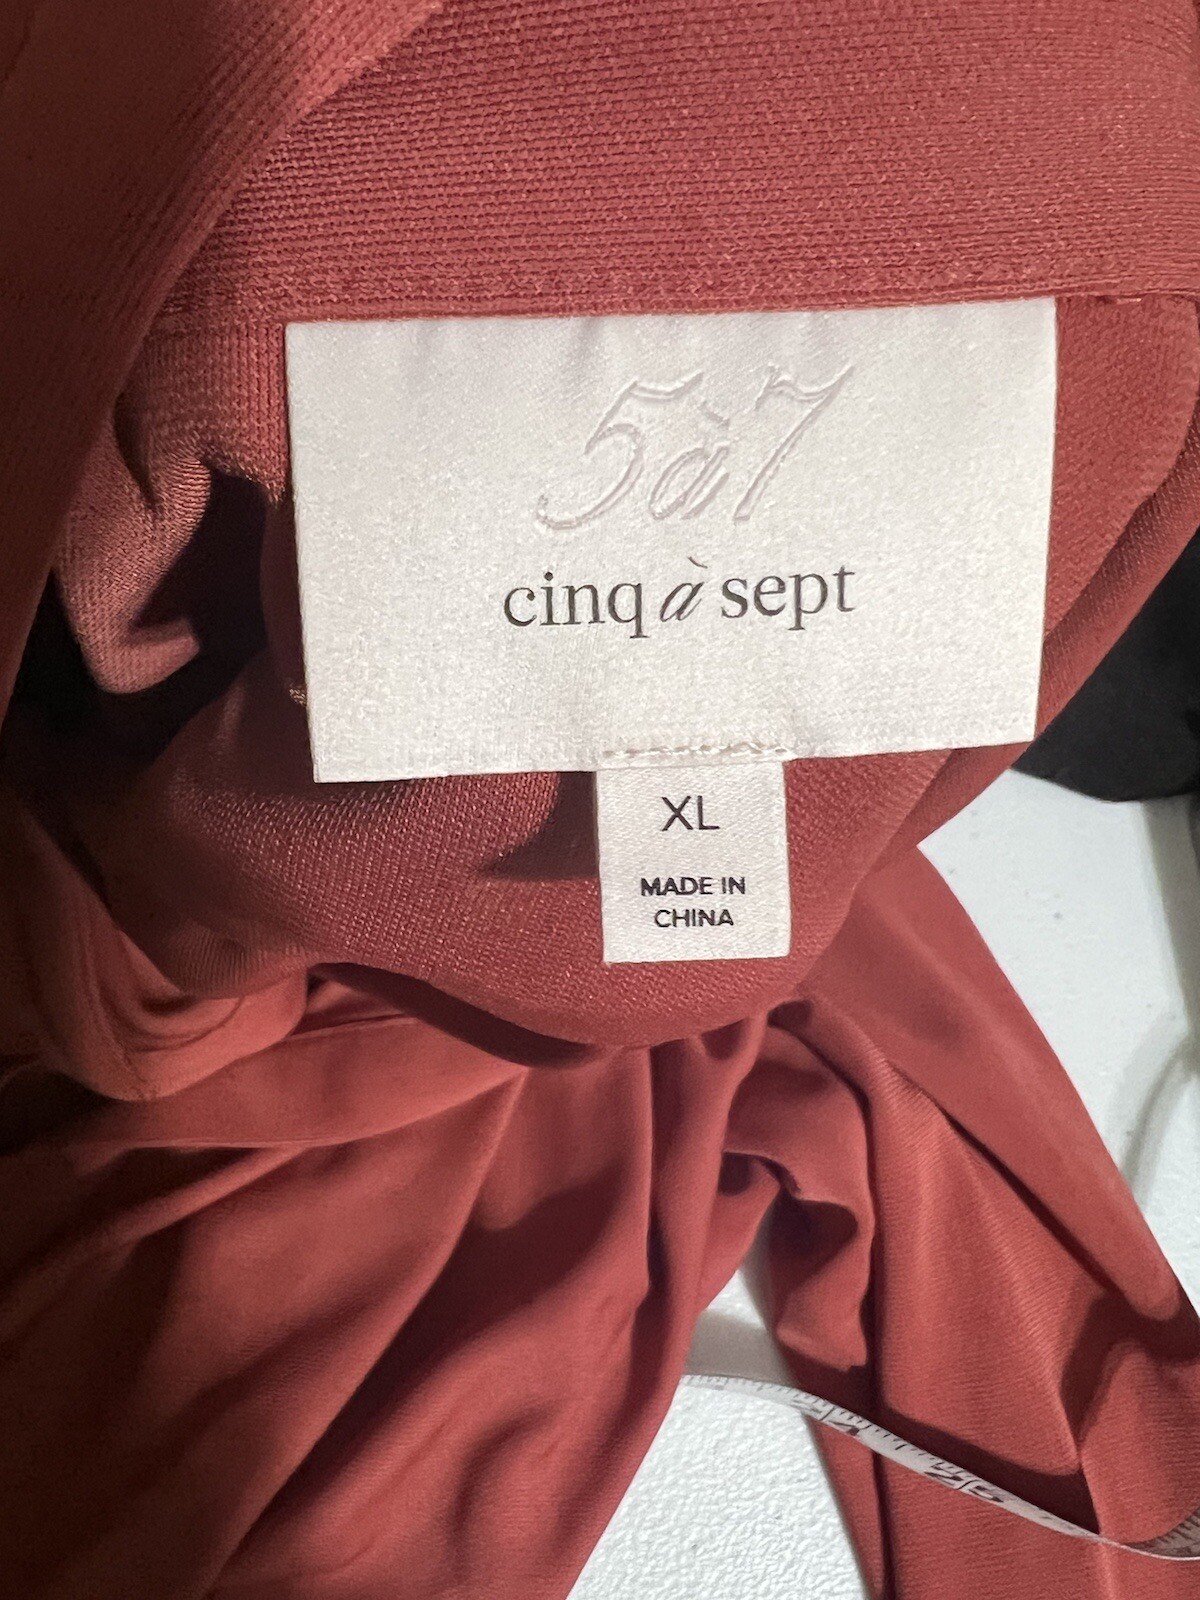 5à7
cinq à sept
XL
MADE IN
CHINA